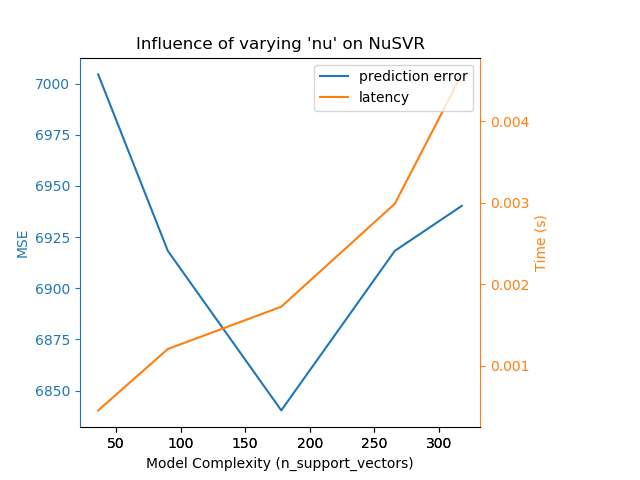 Influence of varying 'nu' on NuSVR
prediction error
latency
7000
6975
6950
6925
6900
6875
6850
MSE
0.004
0.003
0.002
0.001
Time (s)
50 100 150 200 250 300
Model Complexity (n_support_vectors)